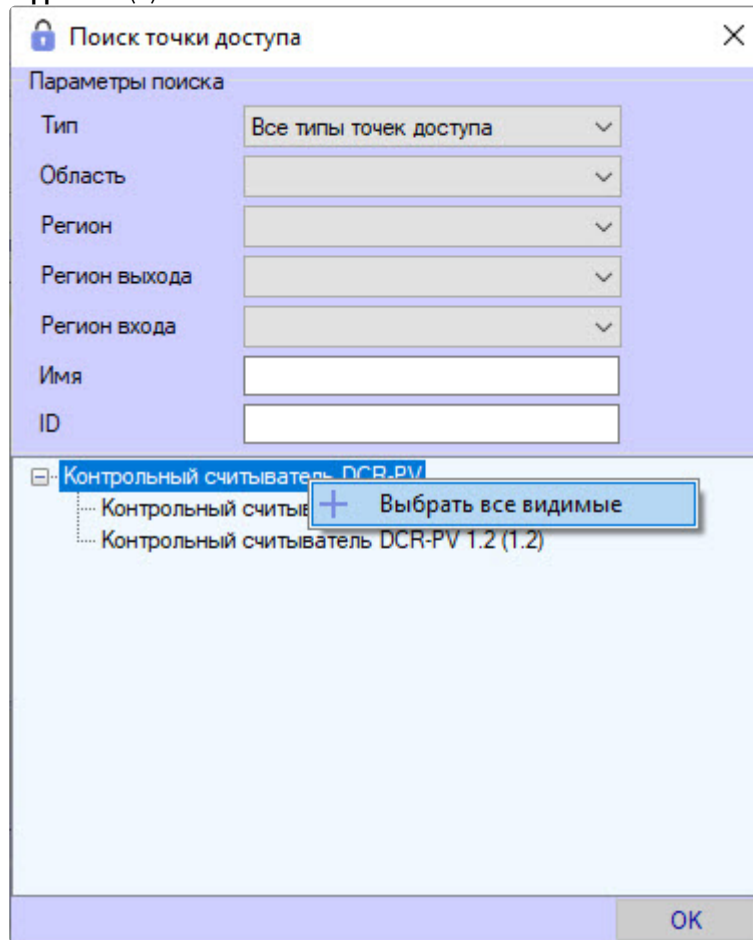 Поиск точки доступа
Параметры поиска
Тип Все типы точек доступа
Область
Регион
Регион выхода
Регион входа
Имя
ID
Контрольный считыватель DCR-PV
Контрольный
Выбрать все видимые
Контрольный считыватель DCR-PV 1.2 (1.2)
OK